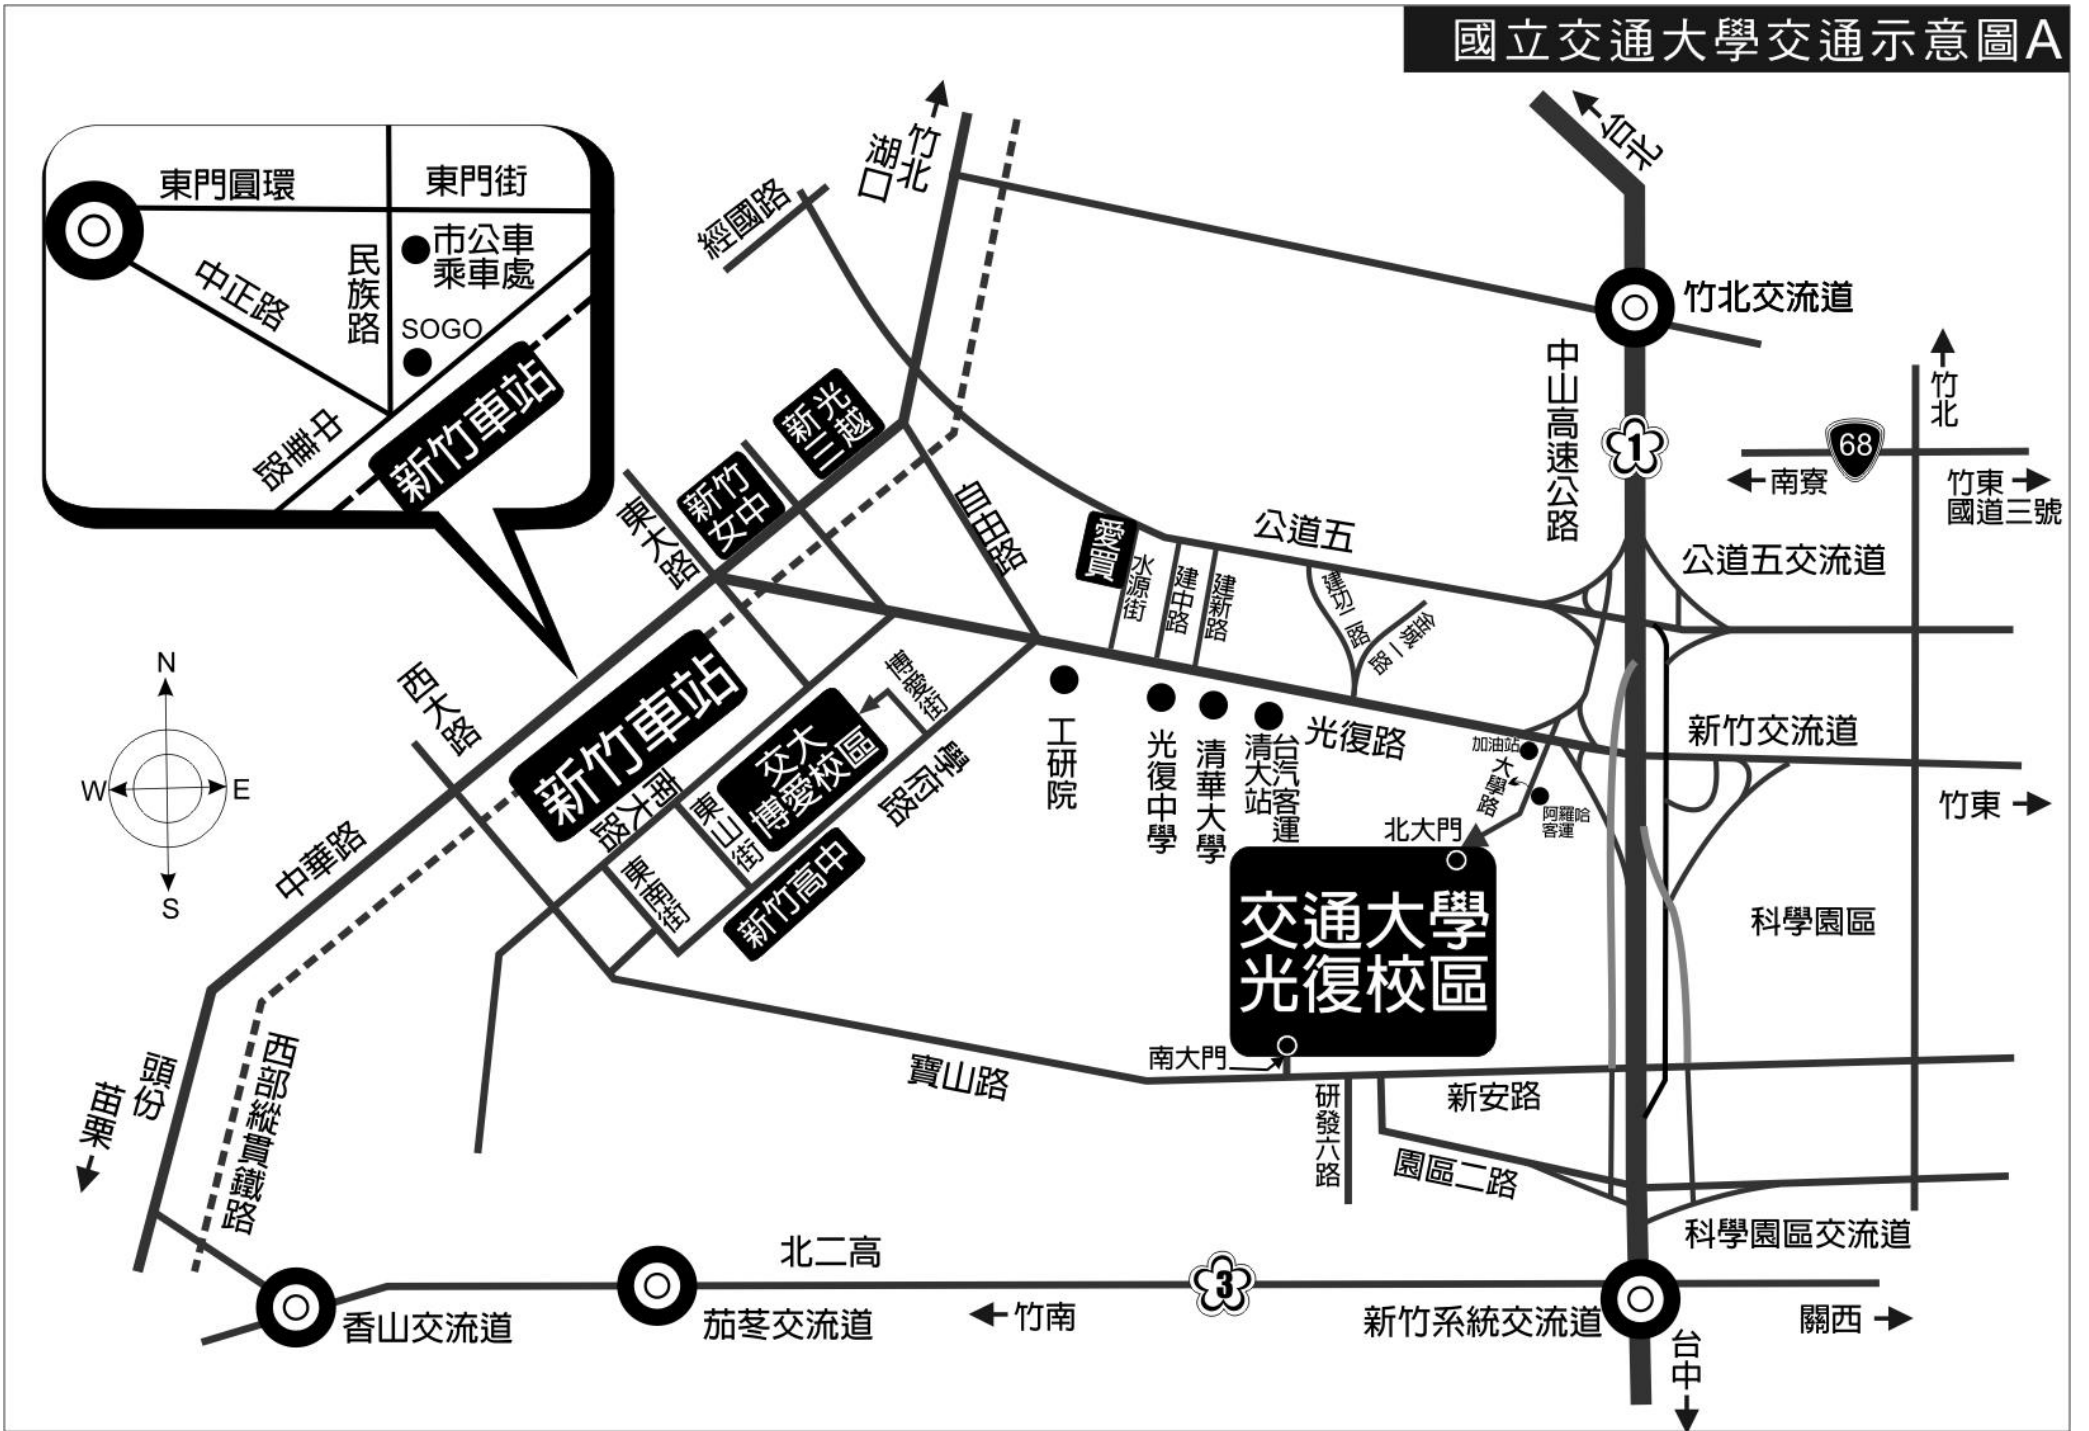 國立交通大學交通示意圖A
台北
竹北
湖口
經國路
東門圓環
東門街
市公車
乘車處
民族路
中正路
SOGO
中華路
新竹車站
竹北交流道
中山高速公路
1
竹北
68
南寮
竹東
國道三號
新光
三越
新竹
女中
東大路
自由路
愛買
水源街
建中路
建新路
公道五
建功一路
金城一路
公道五交流道
新竹交流道
竹東
N
W
E
S
西大路
新竹車站
博愛街
交大
博愛校區
學府路
南大路
東山街
東南街
新竹高中
工研院
光復中學
清華大學
台汽客運
清大站
光復路
加油站
大學路
阿羅哈
客運
北大門
交通大學
光復校區
南大門
科學園區
中華路
頭份
苗栗
西部縱貫鐵路
寶山路
研發六路
新安路
園區二路
科學園區交流道
北二高
3
香山交流道
茄苳交流道
竹南
新竹系統交流道
關西
台中